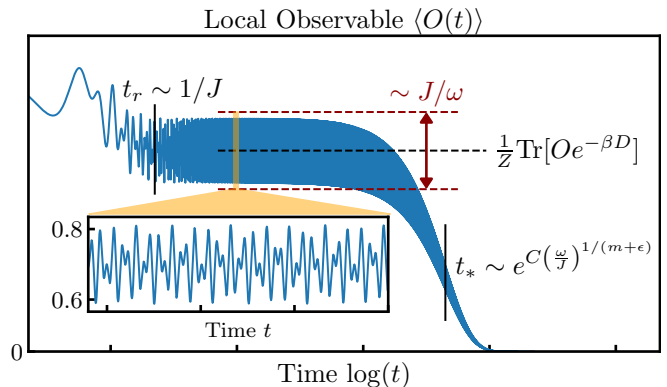 Local Observable ⟨O(t)⟩
t_r ∼ 1/J
∼ J/ω
1/Z Tr[Oe^{−βD}]
t_* ∼ e^{C(ω/J)^{1/(m+ϵ)}}
0.8
0.6
Time t
0
Time log(t)